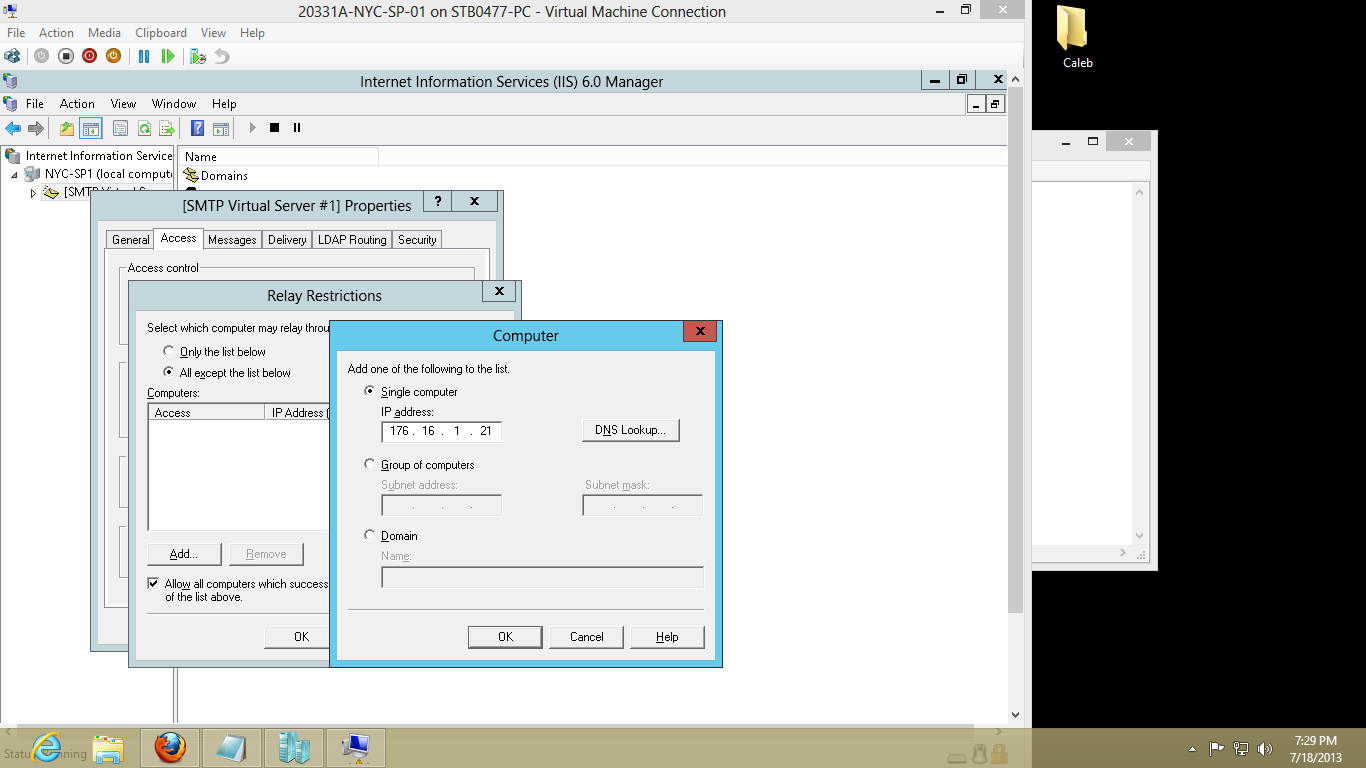 20331A-NYC-SP-01 on STB0477-PC - Virtual Machine Connection
File Action Media Clipboard View Help
Caleb
Internet Information Services (IIS) 6.0 Manager
File Action View Window Help
Internet Information Service
NYC-SP1 (local comput
[SMTP Virtual S
Name
Domains
[SMTP Virtual Server #1] Properties ? X
General Access Messages Delivery LDAP Routing Security
Access control
Relay Restrictions X
Select which computer may relay throu
Only the list below
All except the list below
Computers:
Access IP Address (
Add... Remove
Allow all computers which success
of the list above.
OK
Computer X
Add one of the following to the list.
Single computer
IP address:
176 . 16 . 1 . 21 DNS Lookup...
Group of computers
Subnet address: Subnet mask:
. . . . . .
Domain
Name:
OK Cancel Help
7:29 PM
7/18/2013